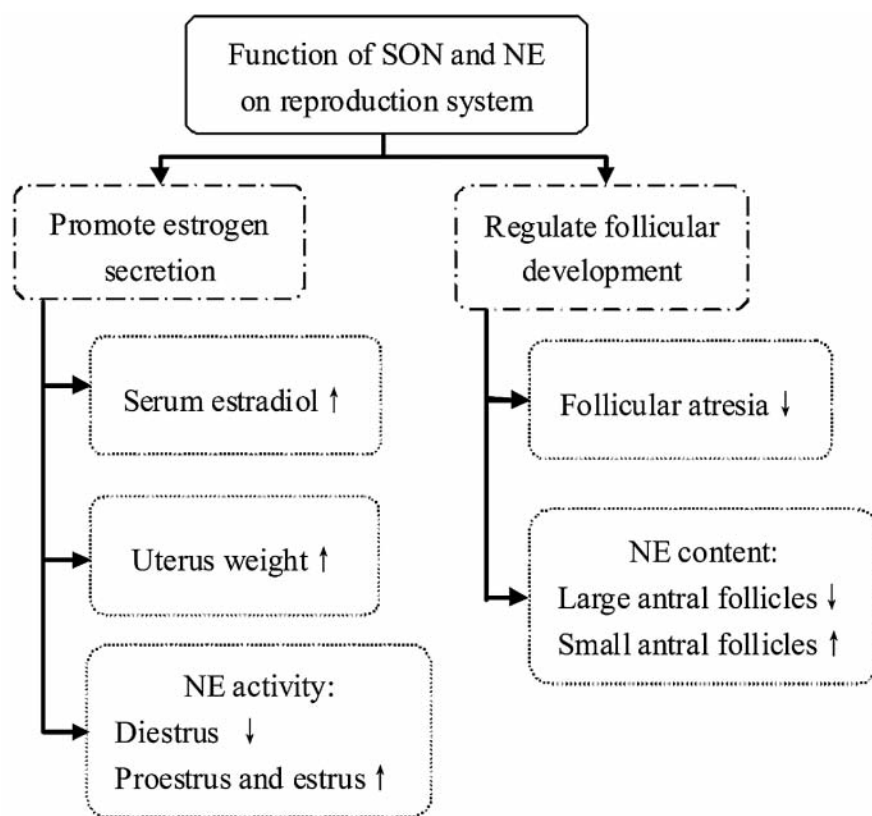 Function of SON and NE
on reproduction system
Promote estrogen
secretion
Serum estradiol ↑
Uterus weight ↑
NE activity:
Diestrus ↓
Proestrus and estrus ↑
Regulate follicular
development
Follicular atresia ↓
NE content:
Large antral follicles ↓
Small antral follicles ↑